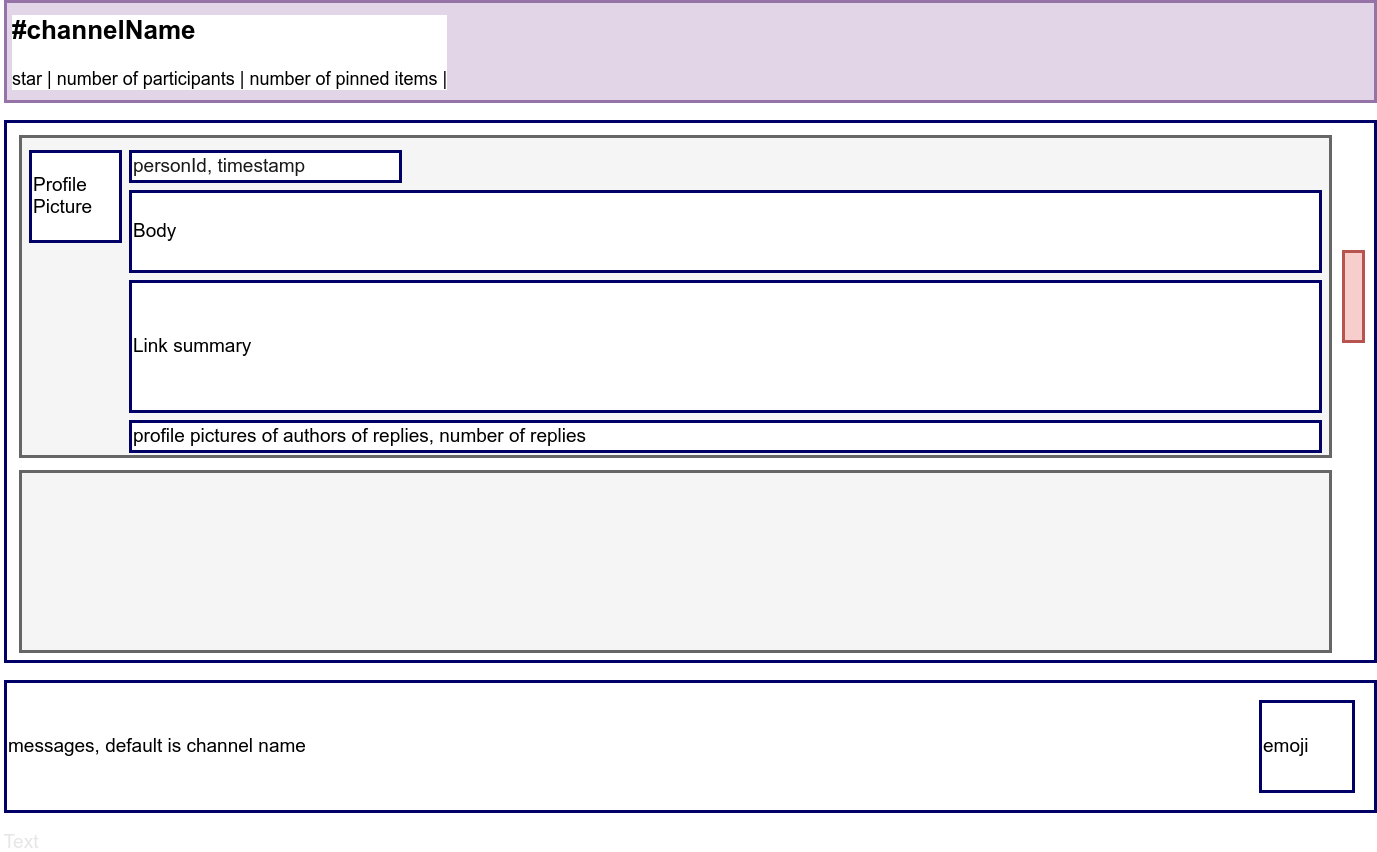 #channelName
star | number of participants | number of pinned items |
Profile
Picture
personId, timestamp
Body
Link summary
profile pictures of authors of replies, number of replies
messages, default is channel name
emoji
Text